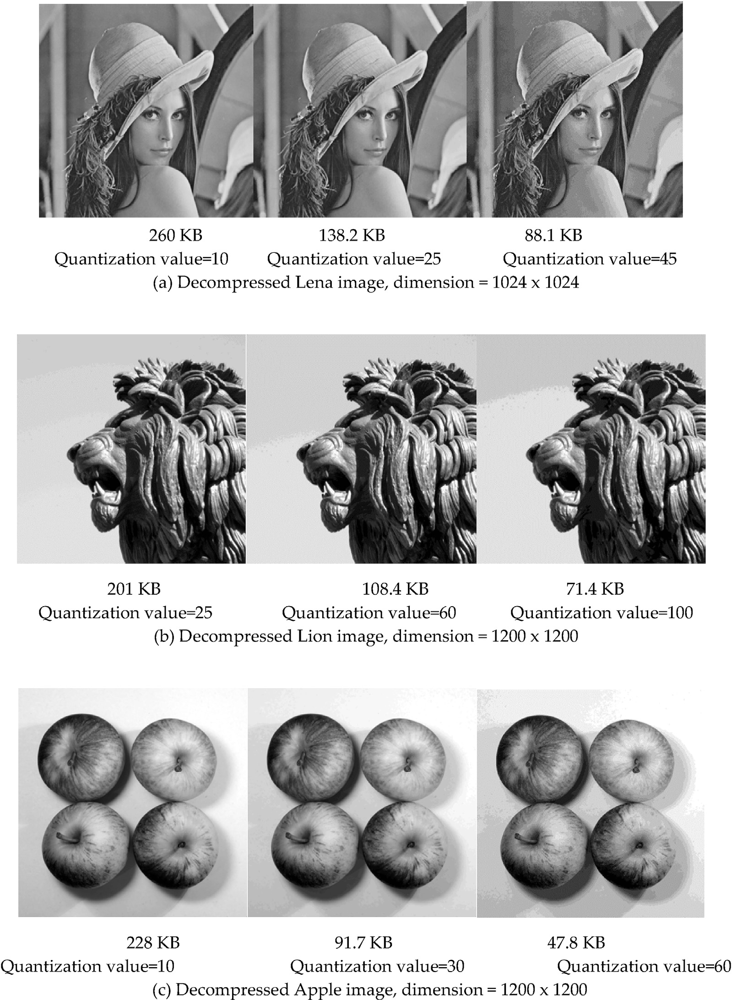 260 KB 138.2 KB 88.1 KB
Quantization value=10 Quantization value=25 Quantization value=45
(a) Decompressed Lena image, dimension = 1024 x 1024
201 KB 108.4 KB 71.4 KB
Quantization value=25 Quantization value=60 Quantization value=100
(b) Decompressed Lion image, dimension = 1200 x 1200
228 KB 91.7 KB 47.8 KB
Quantization value=10 Quantization value=30 Quantization value=60
(c) Decompressed Apple image, dimension = 1200 x 1200